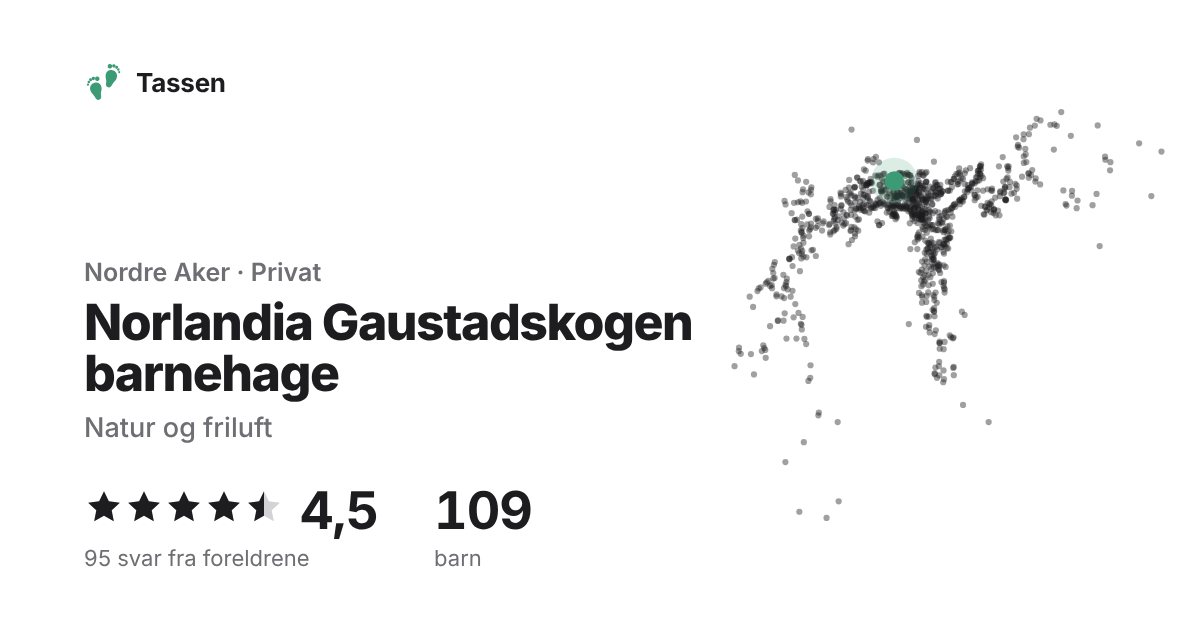 Tassen
Nordre Aker · Privat
Norlandia Gaustadskogen
barnehage
Natur og friluft
4,5
109
95 svar fra foreldrene
barn